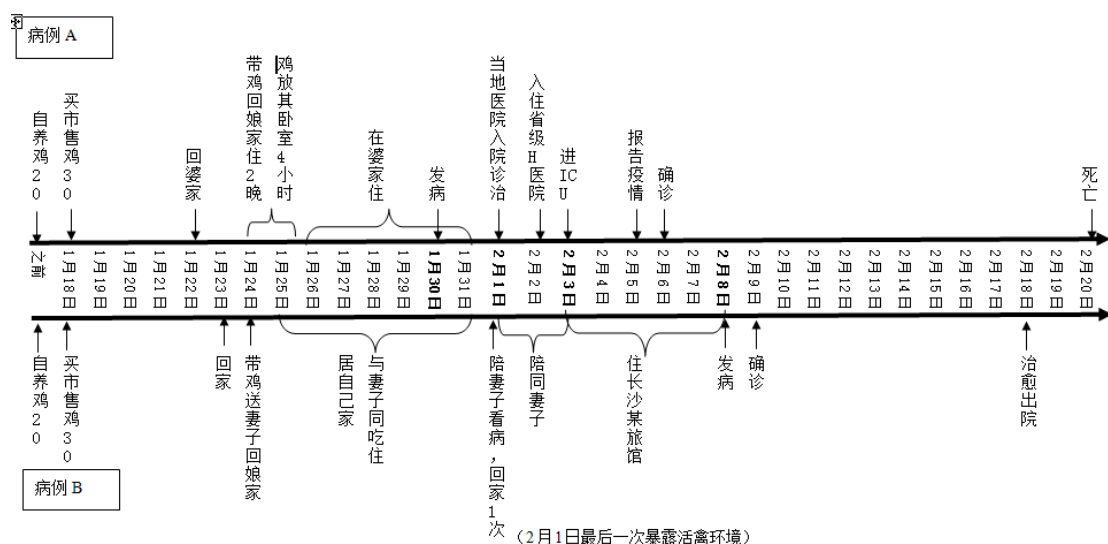 病例 A
自养鸡20
买市售鸡30
回婆家
带鸡回娘家住2晚
鸡放其卧室4小时
在婆家住
发病
当地医院入院诊治
入住省级H医院
进ICU
报告疫情
确诊
死亡
之前
1月18日
1月19日
1月20日
1月21日
1月22日
1月23日
1月24日
1月25日
1月26日
1月27日
1月28日
1月29日
1月30日
1月31日
2月1日
2月2日
2月3日
2月4日
2月5日
2月6日
2月7日
2月8日
2月9日
2月10日
2月11日
2月12日
2月13日
2月14日
2月15日
2月16日
2月17日
2月18日
2月19日
2月20日
自养鸡20
买市售鸡30
回家
带鸡送妻子回娘家
居自己家
与妻子同吃住
陪妻子看病，回家1次
陪同妻子
住长沙某旅馆
发病
确诊
治愈出院
病例 B
（2月1日最后一次暴露活禽环境）